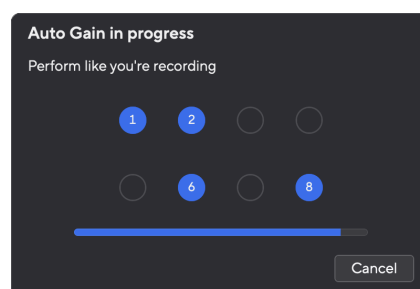 Auto Gain in progress
Perform like you're recording
1 2
6 8
Cancel